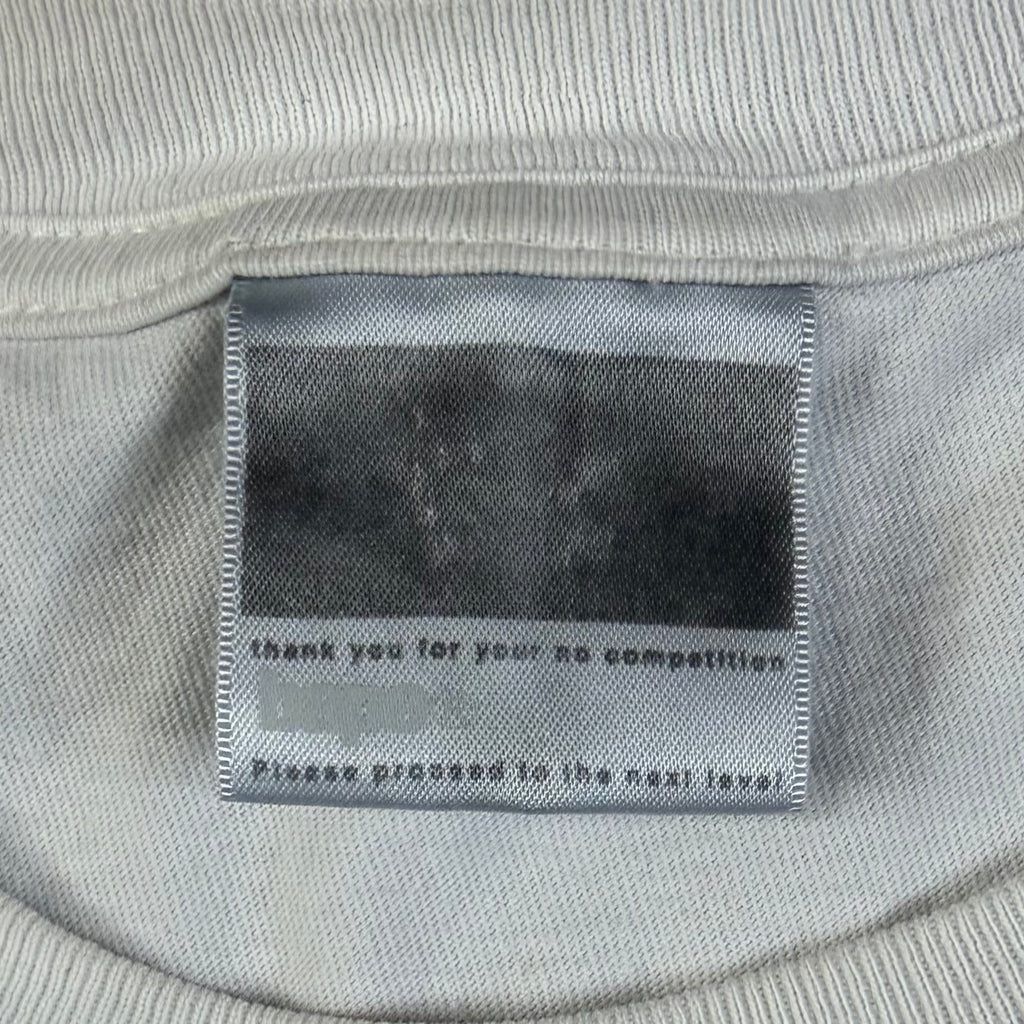 thank you for your no competition
Please proceed to the next level